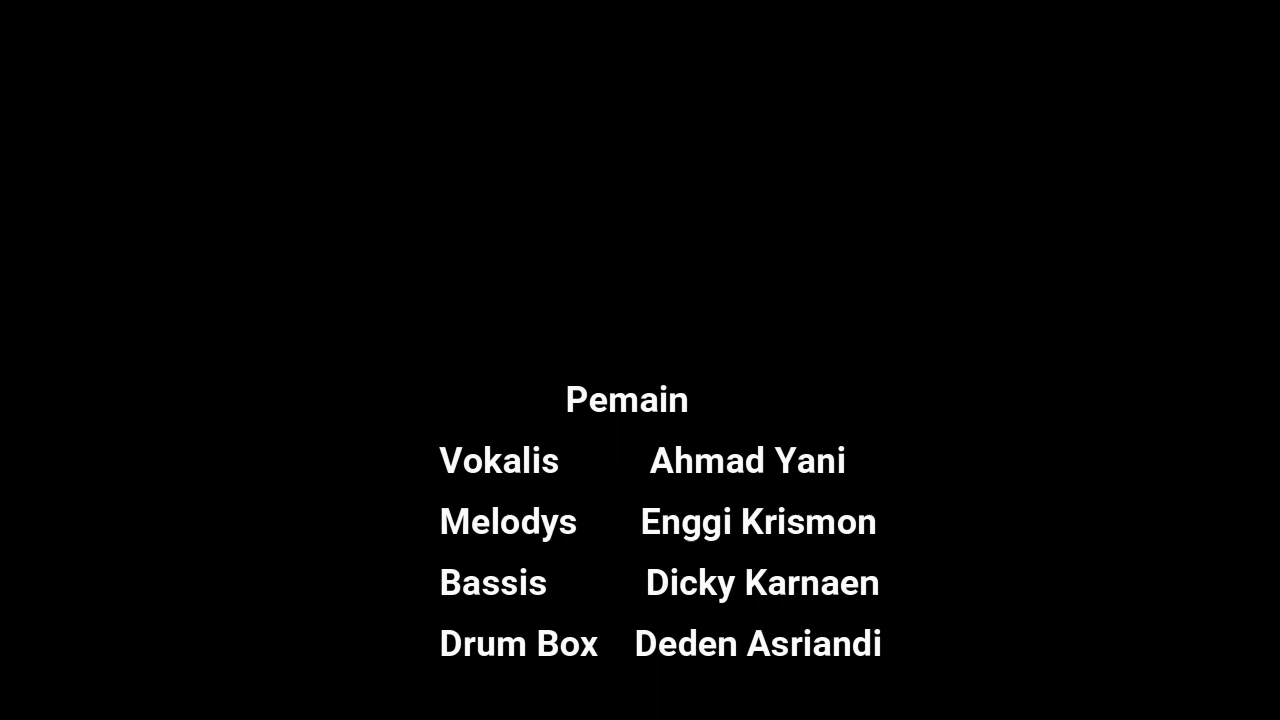 Pemain
Vokalis Ahmad Yani
Melodys Enggi Krismon
Bassis Dicky Karnaen
Drum Box Deden Asriandi